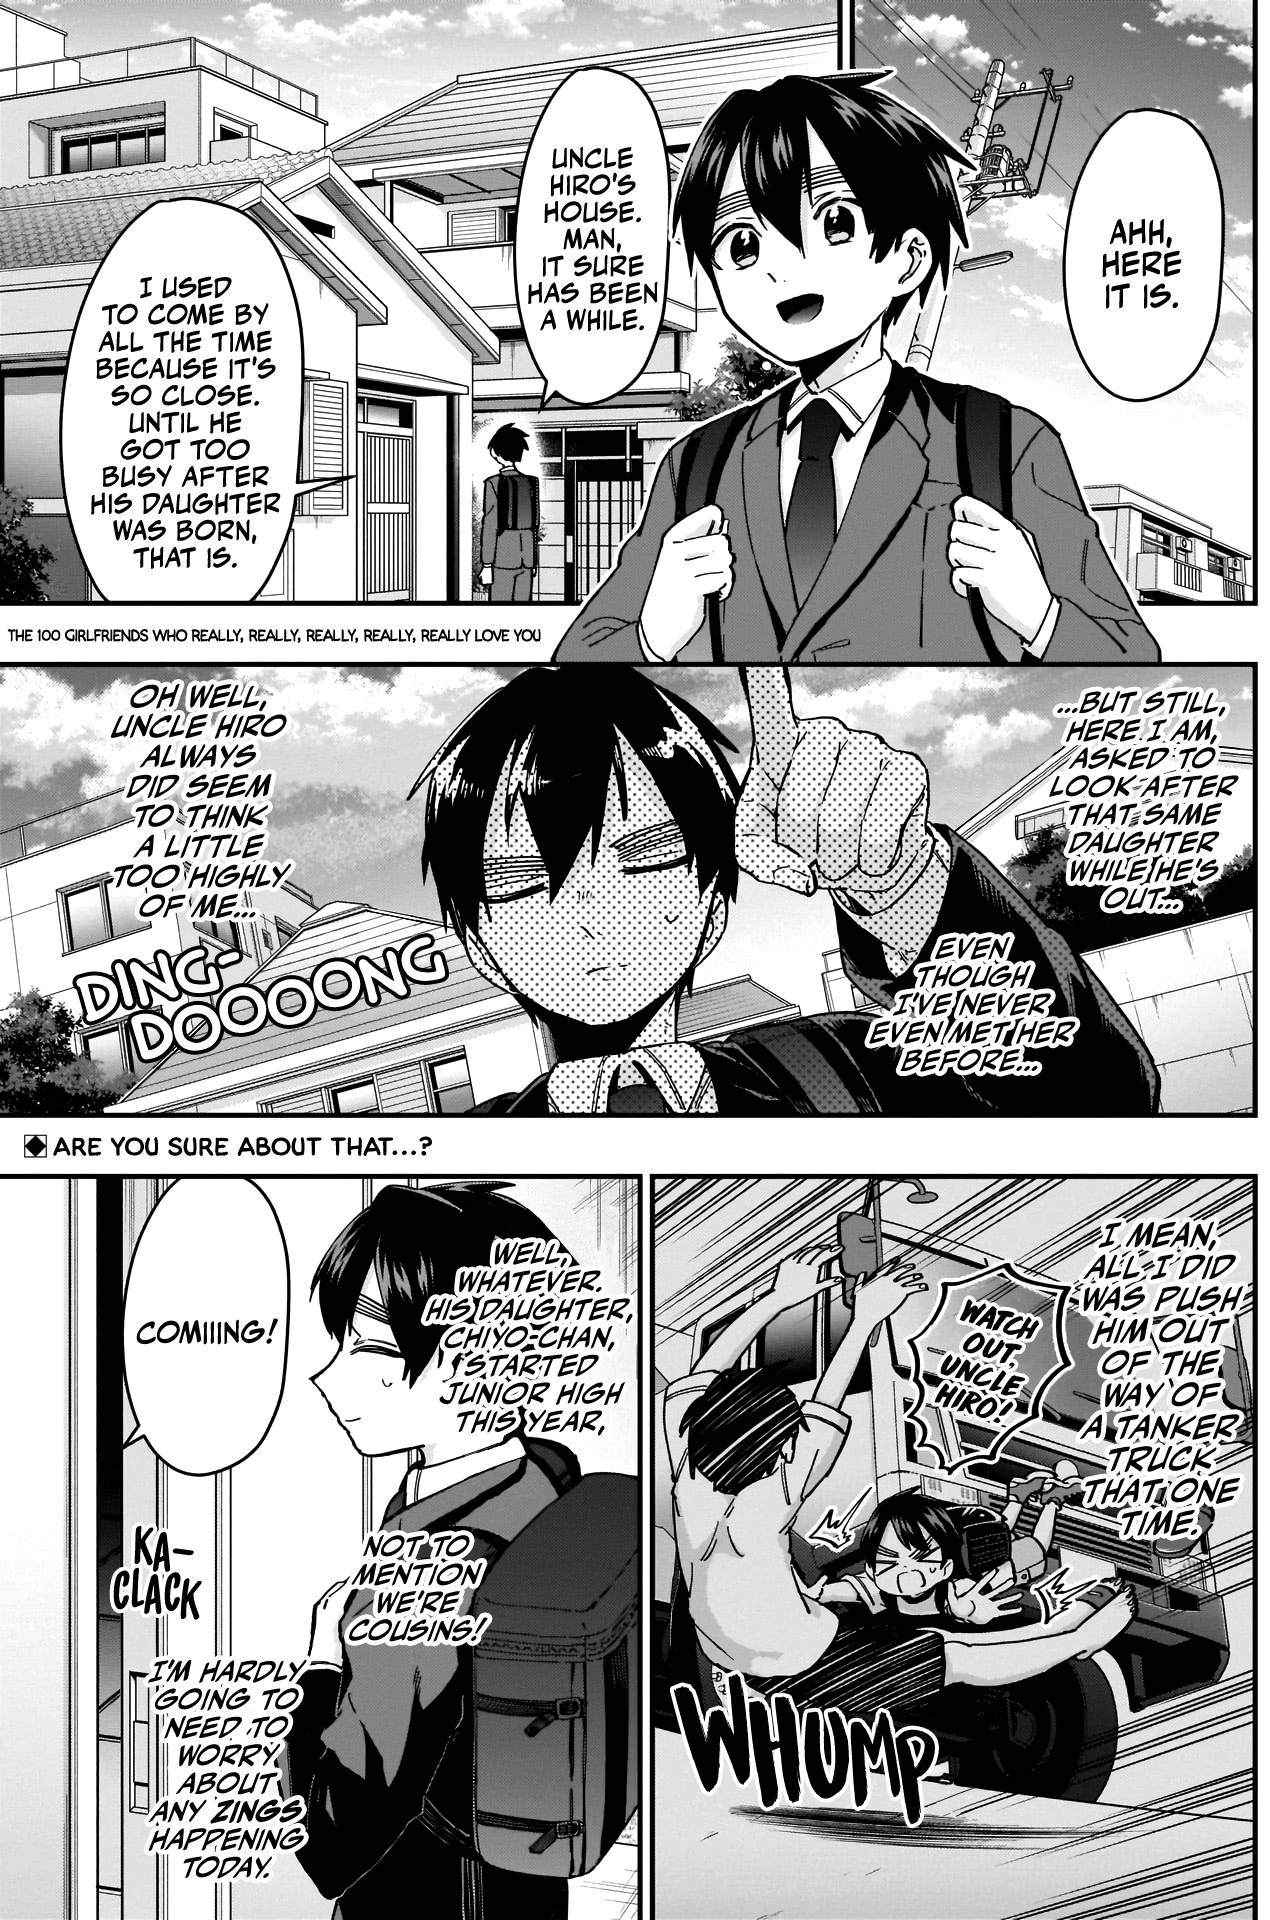 AHH,
HERE
IT IS.
UNCLE
HIRO'S
HOUSE.
MAN,
IT SURE
HAS BEEN
A WHILE.
I USED
TO COME BY
ALL THE TIME
BECAUSE IT'S
SO CLOSE.
UNTIL HE
GOT TOO
BUSY AFTER
HIS DAUGHTER
WAS BORN,
THAT IS.
THE 100 GIRLFRIENDS WHO REALLY, REALLY, REALLY, REALLY, REALLY LOVE YOU
...BUT STILL,
HERE I AM,
ASKED TO
LOOK AFTER
THAT SAME
DAUGHTER
WHILE HE'S
OUT...
EVEN
THOUGH
I'VE NEVER
EVEN MET HER
BEFORE...
OH WELL,
UNCLE HIRO
ALWAYS
DID SEEM
TO THINK
A LITTLE
TOO HIGHLY
OF ME...
DING-
DOOOONG
ARE YOU SURE ABOUT THAT...?
I MEAN,
ALL I DID
WAS PUSH
HIM OUT
OF THE
WAY OF
A TANKER
TRUCK
THAT ONE
TIME.
WATCH
OUT,
UNCLE
HIRO!
WHUMP
WELL,
WHATEVER.
HIS DAUGHTER,
CHIYO-CHAN,
STARTED
JUNIOR HIGH
THIS YEAR,
NOT TO
MENTION
WE'RE
COUSINS!
COMIIING!
KA-
CLACK
I'M HARDLY
GOING TO
NEED TO
WORRY
ABOUT
ANY ZINGS
HAPPENING
TODAY.